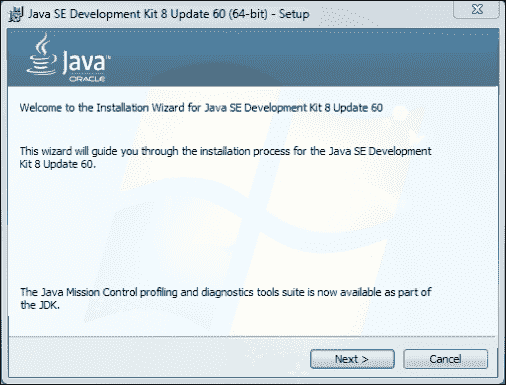 Java SE Development Kit 8 Update 60 (64-bit) - Setup
Java™
ORACLE
Welcome to the Installation Wizard for Java SE Development Kit 8 Update 60
This wizard will guide you through the installation process for the Java SE Development
Kit 8 Update 60.
The Java Mission Control profiling and diagnostics tools suite is now available as part of
the JDK.
Next >
Cancel